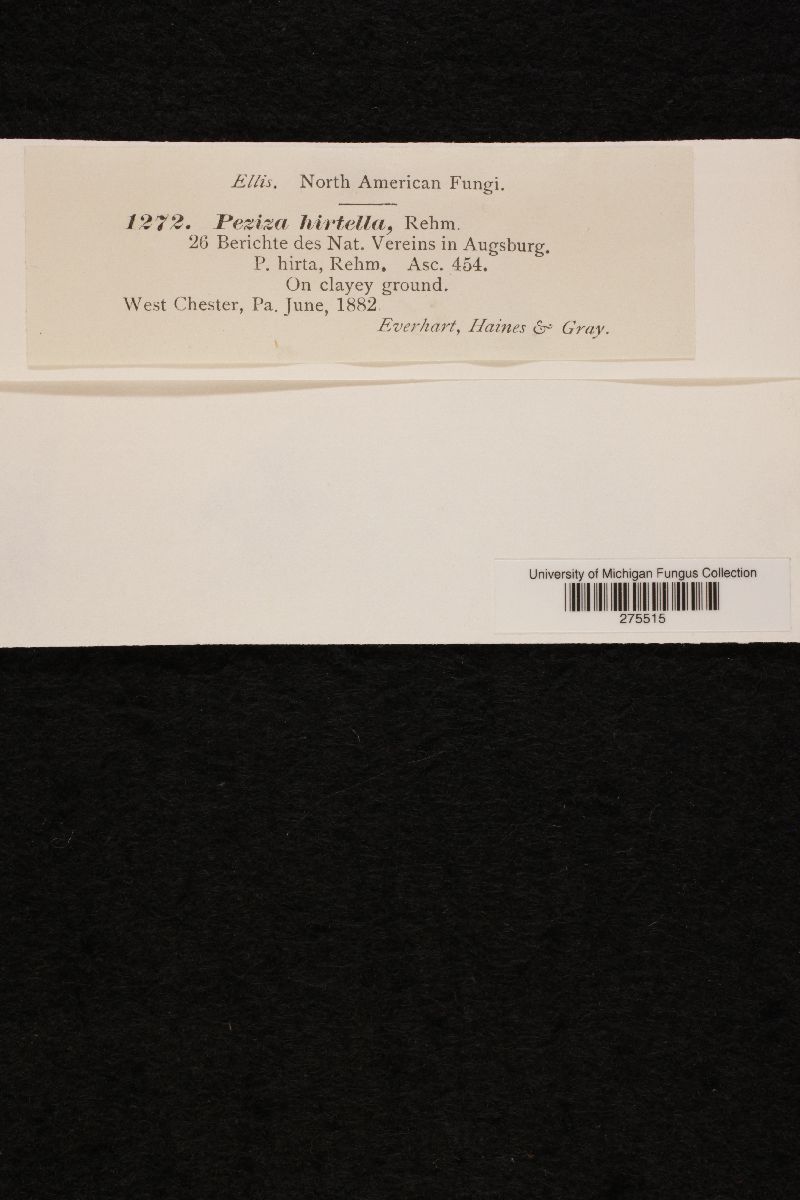 Ellis. North American Fungi.
1272. Peziza hirtella, Rehm.
26 Berichte des Nat. Vereins in Augsburg.
P. hirta, Rehm. Asc. 454.
On clayey ground.
West Chester, Pa. June, 1882.
Everhart, Haines & Gray.
University of Michigan Fungus Collection
275515